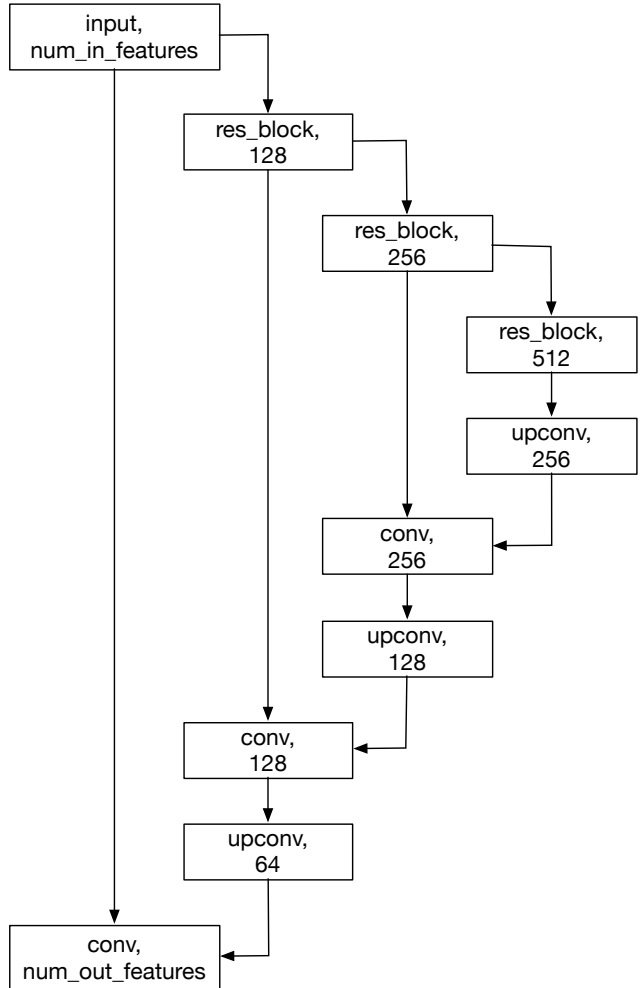 input,
num_in_features
res_block,
128
res_block,
256
res_block,
512
upconv,
256
conv,
256
upconv,
128
conv,
128
upconv,
64
conv,
num_out_features